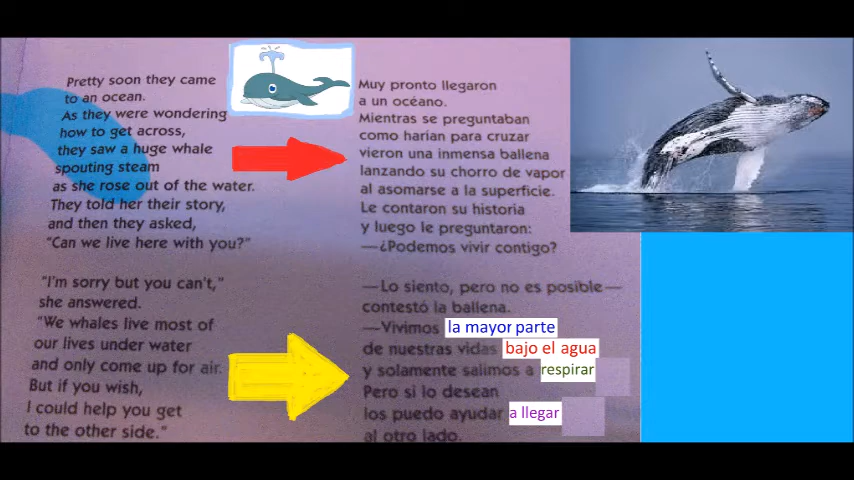 Pretty soon they came
to an ocean.
As they were wondering
how to get across,
they saw a huge whale
spouting steam
as she rose out of the water.
They told her their story,
and then they asked,
"Can we live here with you?"
"I'm sorry but you can't,"
she answered.
"We whales live most of
our lives under water
and only come up for air.
But if you wish,
I could help you get
to the other side."
Muy pronto llegaron
a un océano.
Mientras se preguntaban
como harían para cruzar
vieron una inmensa ballena
lanzando su chorro de vapor
al asomarse a la superficie.
Le contaron su historia
y luego le preguntaron:
—¿Podemos vivir contigo?
—Lo siento, pero no es posible—
contestó la ballena.
—Vivimos la mayor parte
de nuestras vidas bajo el agua
y solamente salimos a respirar
Pero si lo desean
los puedo ayudar a llegar
al otro lado.